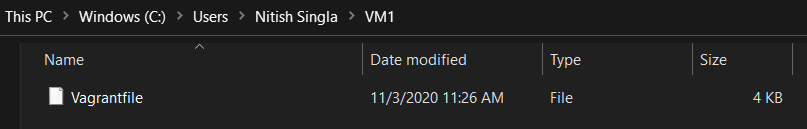 This PC > Windows (C:) > Users > Nitish Singla > VM1
Name Date modified Type Size
Vagrantfile 11/3/2020 11:26 AM File 4 KB